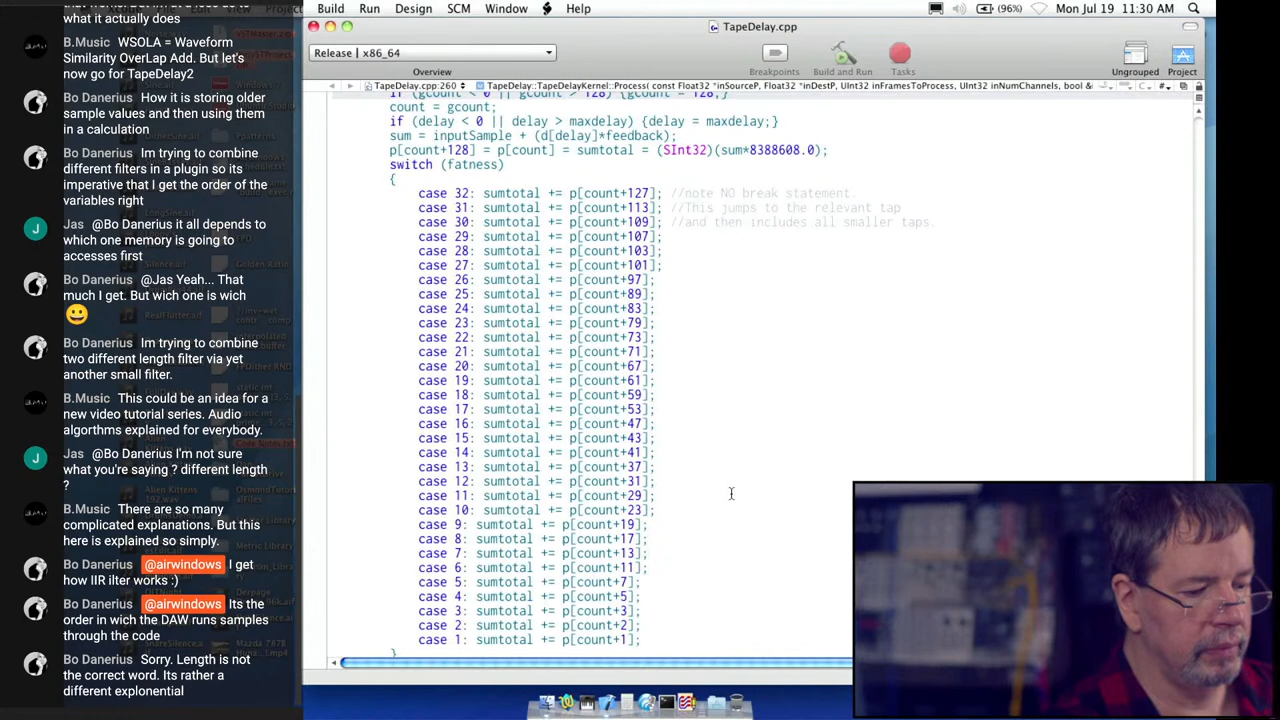 what it actually does
B.Music WSOLA = Waveform
Similarity OverLap Add. But let's
now go for TapeDelay2
Bo Danerius How it is storing older
sample values and then using them
in a calculation
Bo Danerius Im trying to combine
different filters in a plugin so its
imperative that I get the order of the
variables right
Jas @Bo Danerius it all depends to
which one memory is going to
accesses first
Bo Danerius @Jas Yeah... That
much I get. But wich one is wich
Bo Danerius Im trying to combine
two different length filter via yet
another small filter.
B.Music This could be an idea for a
new video tutorial series. Audio
algorthms explained for everybody.
Jas @Bo Danerius I'm not sure
what you're saying ? different length
?
B.Music There are so many
complicated explanations. But this
here is explained so simply.
Bo Danerius @airwindows I get
how IIR ilter works :)
Bo Danerius @airwindows Its the
order in wich the DAW runs samples
through the code
Bo Danerius Sorry. Length is not
the correct word. Its rather a
different explonential
Build Run Design SCM Window Help
(96%) Mon Jul 19 11:30 AM
TapeDelay.cpp
Release | x86_64
Overview
Breakpoints
Build and Run
Tasks
Ungrouped
Project
TapeDelay.cpp:260
TapeDelay::TapeDelayKernel::Process( const Float32 *inSourceP, Float32 *inDestP, UInt32 inFramesToProcess, UInt32 inNumChannels, bool &
if (gcount < 0 || gcount > 128) {gcount = 128;}
count = gcount;
if (delay < 0 || delay > maxdelay) {delay = maxdelay;}
sum = inputSample + (d[delay]*feedback);
p[count+128] = p[count] = sumtotal = (SInt32)(sum*8388608.0);
switch (fatness)
{
case 32: sumtotal += p[count+127]; //note NO break statement.
case 31: sumtotal += p[count+113]; //This jumps to the relevant tap
case 30: sumtotal += p[count+109]; //and then includes all smaller taps.
case 29: sumtotal += p[count+107];
case 28: sumtotal += p[count+103];
case 27: sumtotal += p[count+101];
case 26: sumtotal += p[count+97];
case 25: sumtotal += p[count+89];
case 24: sumtotal += p[count+83];
case 23: sumtotal += p[count+79];
case 22: sumtotal += p[count+73];
case 21: sumtotal += p[count+71];
case 20: sumtotal += p[count+67];
case 19: sumtotal += p[count+61];
case 18: sumtotal += p[count+59];
case 17: sumtotal += p[count+53];
case 16: sumtotal += p[count+47];
case 15: sumtotal += p[count+43];
case 14: sumtotal += p[count+41];
case 13: sumtotal += p[count+37];
case 12: sumtotal += p[count+31];
case 11: sumtotal += p[count+29];
case 10: sumtotal += p[count+23];
case 9: sumtotal += p[count+19];
case 8: sumtotal += p[count+17];
case 7: sumtotal += p[count+13];
case 6: sumtotal += p[count+11];
case 5: sumtotal += p[count+7];
case 4: sumtotal += p[count+5];
case 3: sumtotal += p[count+3];
case 2: sumtotal += p[count+2];
case 1: sumtotal += p[count+1];
}